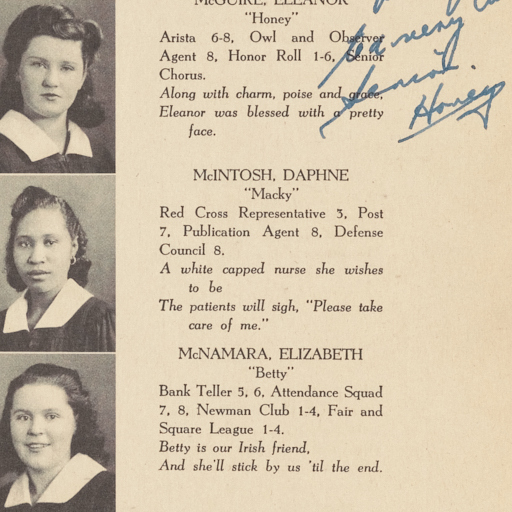 McGUIRE, ELEANOR
"Honey"
Arista 6-8, Owl and Observer
Agent 8, Honor Roll 1-6, Senior
Chorus.
Along with charm, poise and grace,
Eleanor was blessed with a pretty
face.
Senior.
Honey
McINTOSH, DAPHNE
"Macky"
Red Cross Representative 3, Post
7, Publication Agent 8, Defense
Council 8.
A white capped nurse she wishes
to be
The patients will sigh, "Please take
care of me."
McNAMARA, ELIZABETH
"Betty"
Bank Teller 5, 6, Attendance Squad
7, 8, Newman Club 1-4, Fair and
Square League 1-4.
Betty is our Irish friend,
And she'll stick by us 'til the end.